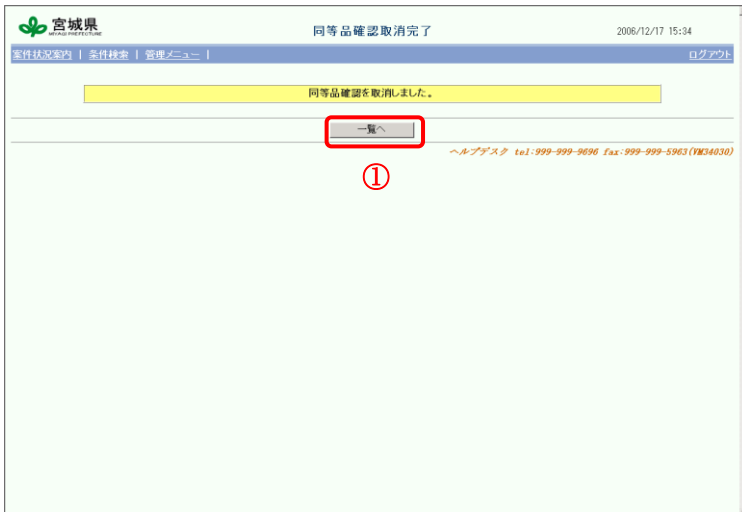 宮城県
MIYAGI PREFECTURE
同等品確認取消完了
2006/12/17 15:34
案件状況案内 | 条件検索 | 管理メニュー |
ログアウト
同等品確認を取消しました。
一覧へ
ヘルプデスク tel:999-999-9696 fax:999-999-5963(VM34030)
①